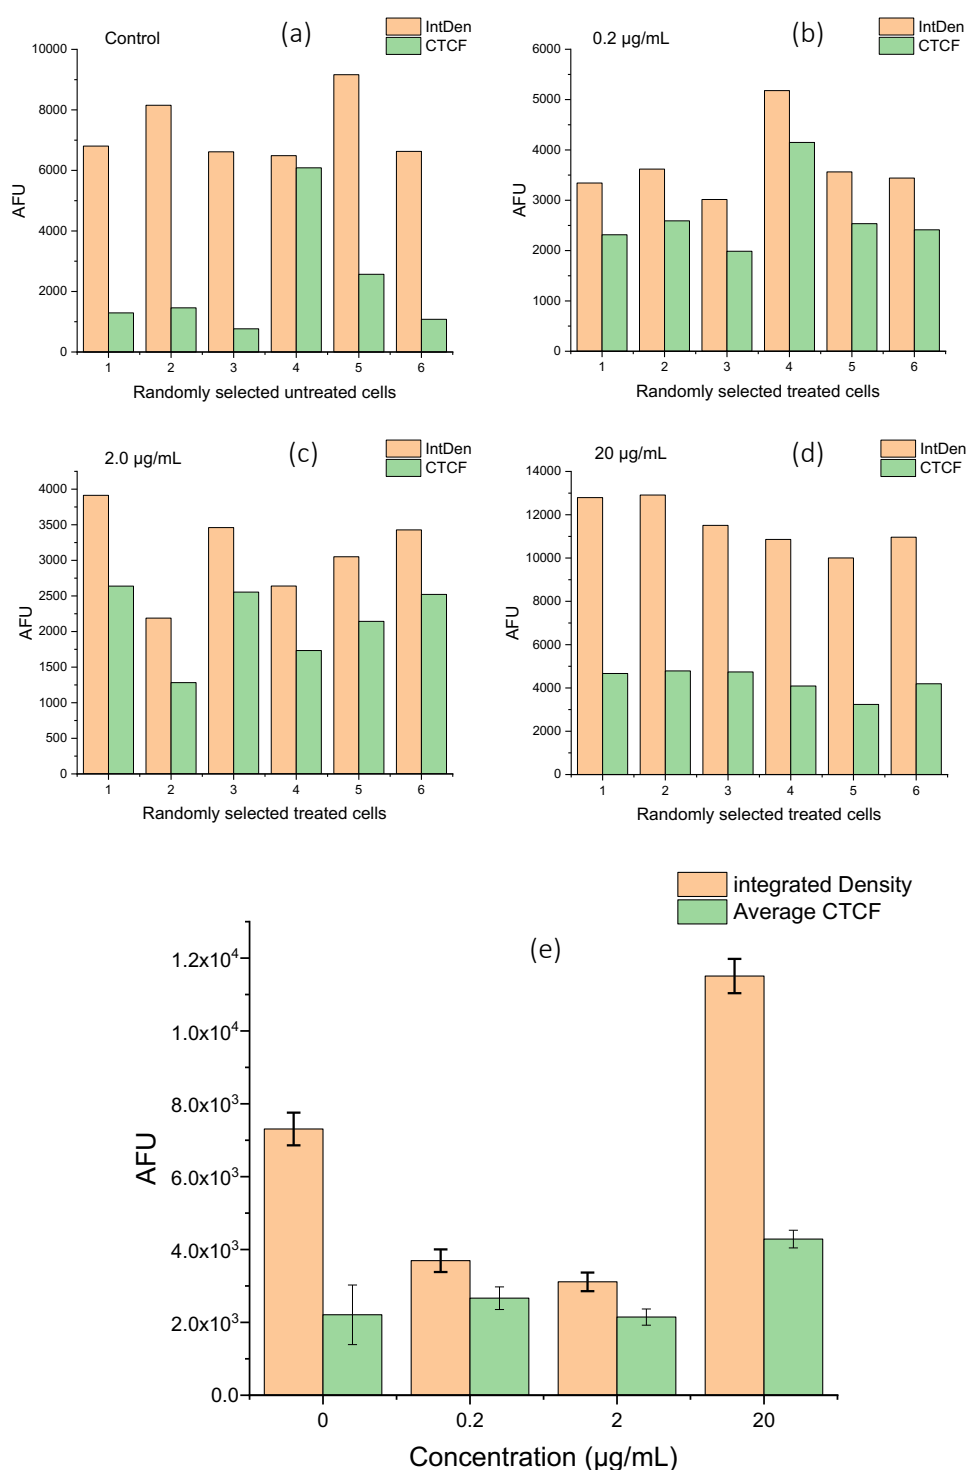 Control
(a)
IntDen
CTCF
10000
8000
6000
4000
2000
0
AFU
1 2 3 4 5 6
Randomly selected untreated cells
0.2 μg/mL
(b)
IntDen
CTCF
6000
5000
4000
3000
2000
1000
0
AFU
1 2 3 4 5 6
Randomly selected treated cells
2.0 μg/mL
(c)
IntDen
CTCF
4000
3500
3000
2500
2000
1500
1000
500
0
AFU
1 2 3 4 5 6
Randomly selected treated cells
20 μg/mL
(d)
IntDen
CTCF
14000
12000
10000
8000
6000
4000
2000
0
AFU
1 2 3 4 5 6
Randomly selected treated cells
integrated Density
Average CTCF
(e)
1.2x10⁴
1.0x10⁴
8.0x10³
6.0x10³
4.0x10³
2.0x10³
0.0
AFU
0 0.2 2 20
Concentration (μg/mL)